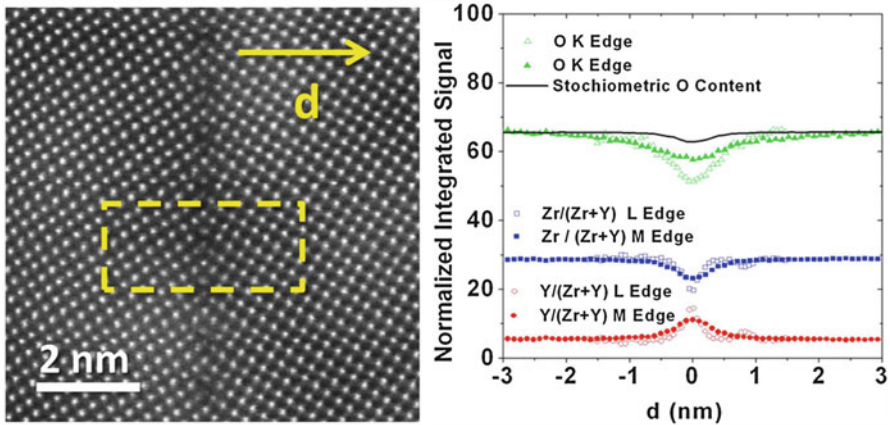 d
2 nm
Normalized Integrated Signal
100
80
60
40
20
0
O K Edge
O K Edge
Stochiometric O Content
Zr/(Zr+Y) L Edge
Zr / (Zr+Y) M Edge
Y/(Zr+Y) L Edge
Y/(Zr+Y) M Edge
-3 -2 -1 0 1 2 3
d (nm)